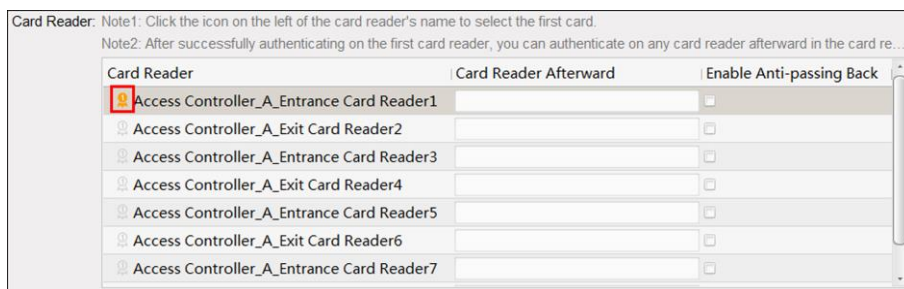 Card Reader: Note1: Click the icon on the left of the card reader's name to select the first card.
Note2: After successfully authenticating on the first card reader, you can authenticate on any card reader afterward in the card re...
Card Reader Card Reader Afterward Enable Anti-passing Back
Access Controller_A_Entrance Card Reader1
Access Controller_A_Exit Card Reader2
Access Controller_A_Entrance Card Reader3
Access Controller_A_Exit Card Reader4
Access Controller_A_Entrance Card Reader5
Access Controller_A_Exit Card Reader6
Access Controller_A_Entrance Card Reader7